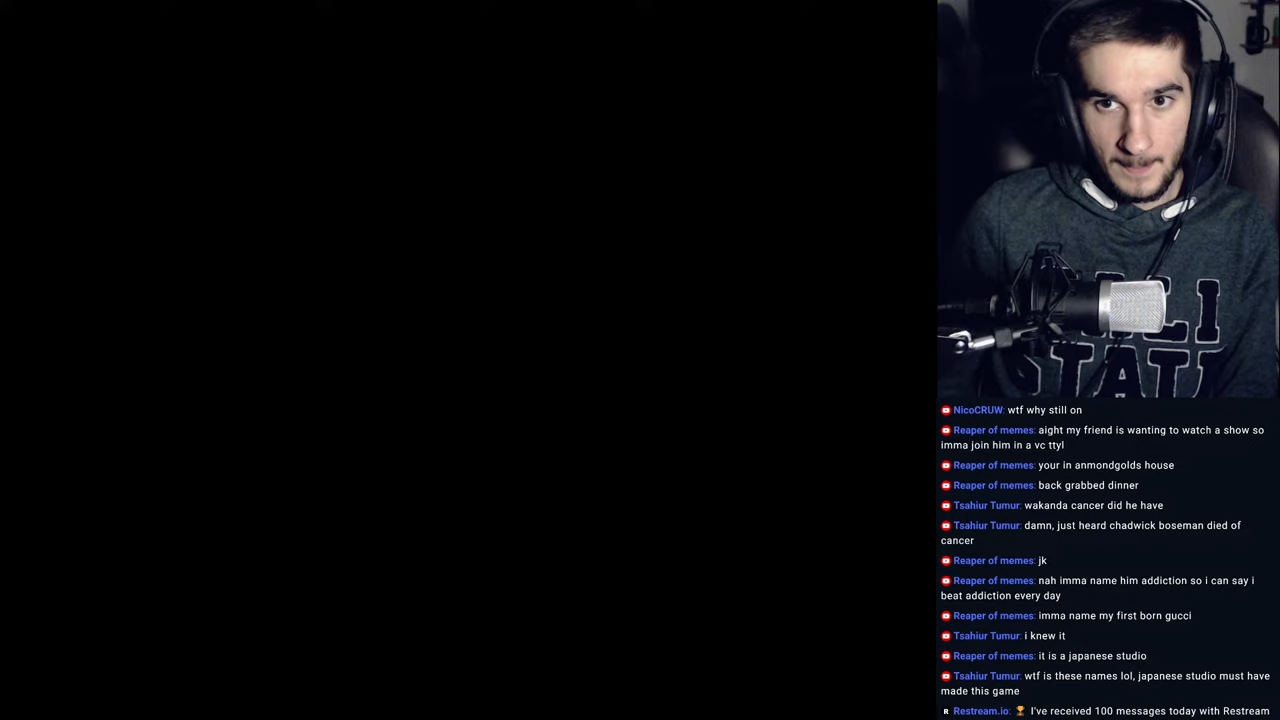 LI
STATE
NicoCRUW: wtf why still on
Reaper of memes: aight my friend is wanting to watch a show so
imma join him in a vc ttyl
Reaper of memes: your in anmondgolds house
Reaper of memes: back grabbed dinner
Tsahiur Tumur: wakanda cancer did he have
Tsahiur Tumur: damn, just heard chadwick boseman died of
cancer
Reaper of memes: jk
Reaper of memes: nah imma name him addiction so i can say i
beat addiction every day
Reaper of memes: imma name my first born gucci
Tsahiur Tumur: i knew it
Reaper of memes: it is a japanese studio
Tsahiur Tumur: wtf is these names lol, japanese studio must have
made this game
R Restream.io: 🏆 I've received 100 messages today with Restream